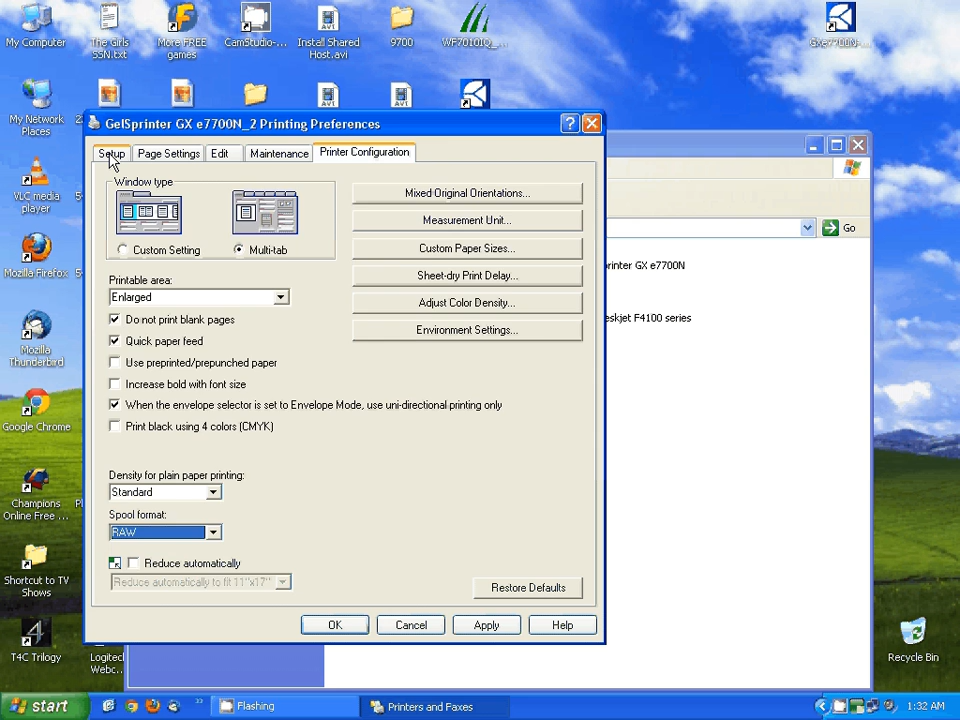 My Computer
The Girls
SSN.txt
More FREE
games
CamStudio-...
Install Shared
Host.avi
9700
WF70101Q_...
My Network
Places
VLC media
player
Mozilla Firefox
Mozilla
Thunderbird
Google Chrome
Champions
Online Free ...
Shortcut to TV
Shows
T4C Trilogy
Logitech
Webc...
GelSprinter GX e7700N_2 Printing Preferences
Setup
Page Settings
Edit
Maintenance
Printer Configuration
Window type
Custom Setting
Multi-tab
Printable area:
Enlarged
Do not print blank pages
Quick paper feed
Use preprinted/prepunched paper
Increase bold with font size
When the envelope selector is set to Envelope Mode, use uni-directional printing only
Print black using 4 colors (CMYK)
Density for plain paper printing:
Standard
Spool format:
RAW
Reduce automatically
Reduce automatically to fit 11"x17"
Mixed Original Orientations...
Measurement Unit...
Custom Paper Sizes...
Sheet-dry Print Delay...
Adjust Color Density...
Environment Settings...
Restore Defaults
OK
Cancel
Apply
Help
Go
rinter GX e7700N
eskjet F4100 series
Recycle Bin
start
Flashing
Printers and Faxes
1:32 AM